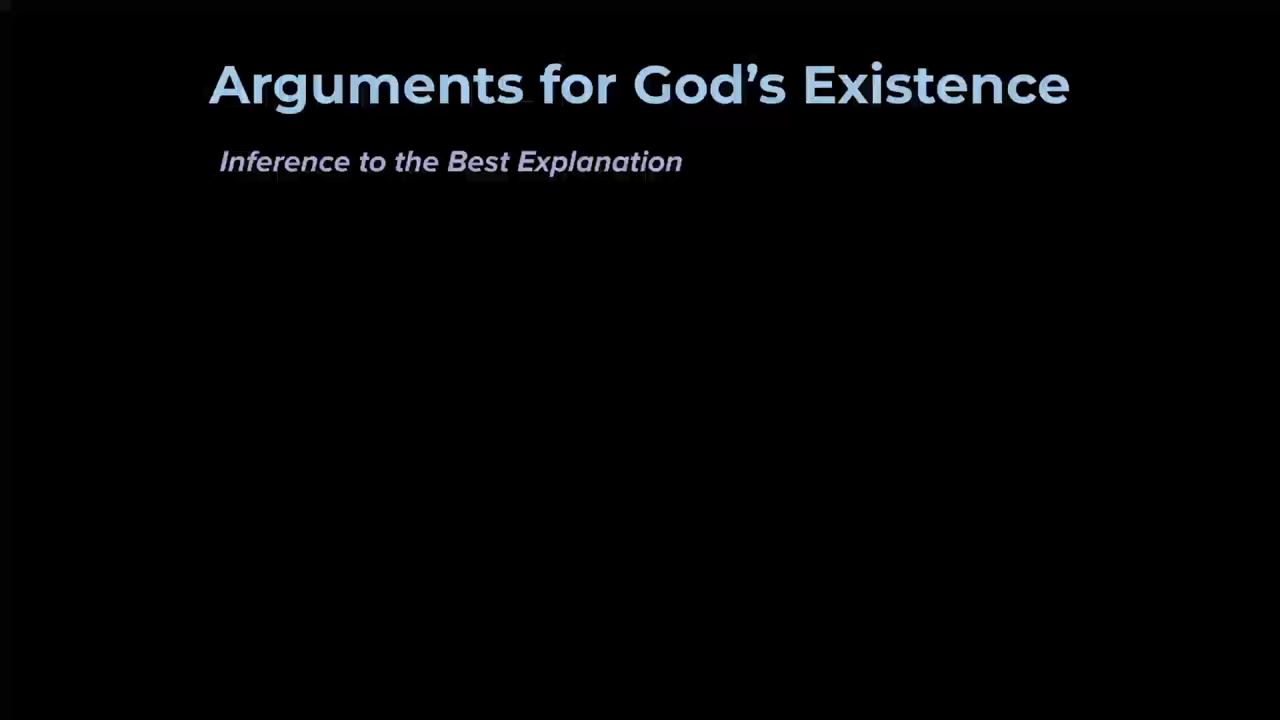 Arguments for God’s Existence
Inference to the Best Explanation